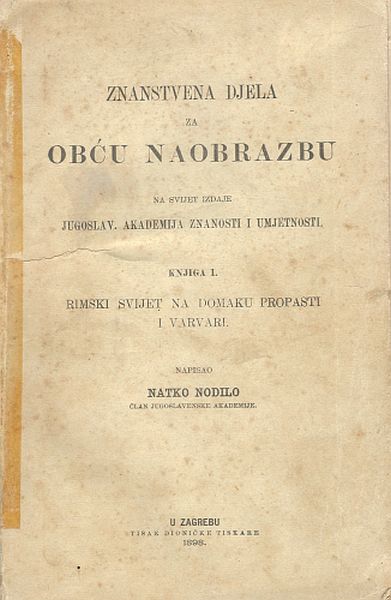 ZNANSTVENA DJELA
ZA
OBĆU NAOBRAZBU
NA SVIJET IZDAJE
JUGOSLAV. AKADEMIJA ZNANOSTI I UMJETNOSTI.
KNJIGA I.
RIMSKI SVIJET NA DOMAKU PROPASTI
I VARVARI.
NAPISAO
NATKO NODILO
ČLAN JUGOSLAVENSKE AKADEMIJE.
U ZAGREBU
TISAK DIONIČKE TISKARE
1898.